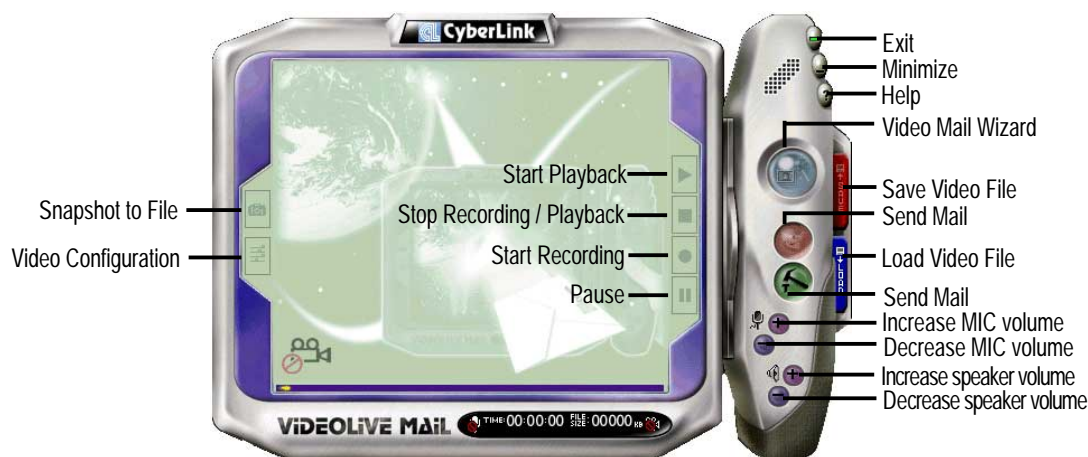 CyberLink
Exit
Minimize
Help
Video Mail Wizard
Start Playback
Save Video File
Snapshot to File
Stop Recording / Playback
Send Mail
Video Configuration
Start Recording
Load Video File
Pause
Send Mail
Increase MIC volume
Decrease MIC volume
Increase speaker volume
Decrease speaker volume
VIDEOLIVE MAIL TIME: 00:00:00 FILE SIZE: 00000 KB